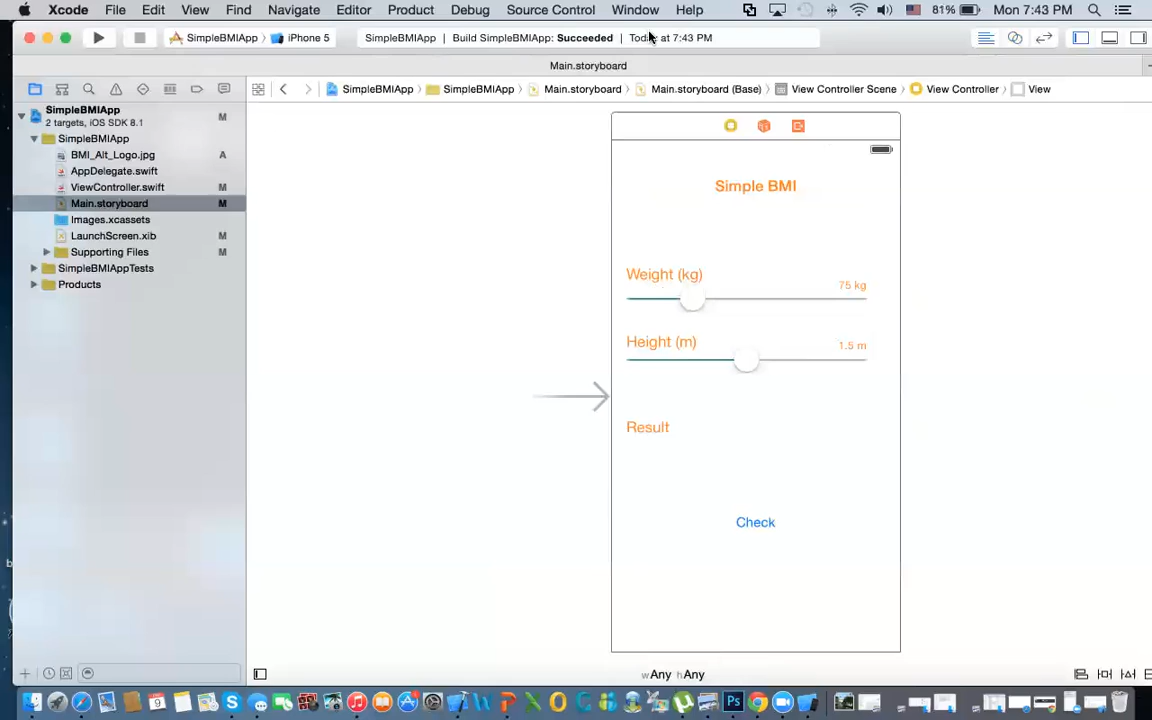 Xcode File Edit View Find Navigate Editor Product Debug Source Control Window Help 81% Mon 7:43 PM
SimpleBMIApp iPhone 5 SimpleBMIApp | Build SimpleBMIApp: Succeeded | Today at 7:43 PM
Main.storyboard
SimpleBMIApp SimpleBMIApp Main.storyboard Main.storyboard (Base) View Controller Scene View Controller View
SimpleBMIApp M
2 targets, iOS SDK 8.1
SimpleBMIApp
BMI_Alt_Logo.jpg A
AppDelegate.swift
ViewController.swift M
Main.storyboard M
Images.xcassets
LaunchScreen.xib M
Supporting Files M
SimpleBMIAppTests
Products
Simple BMI
Weight (kg)
75 kg
Height (m)
1.5 m
Result
Check
wAny hAny